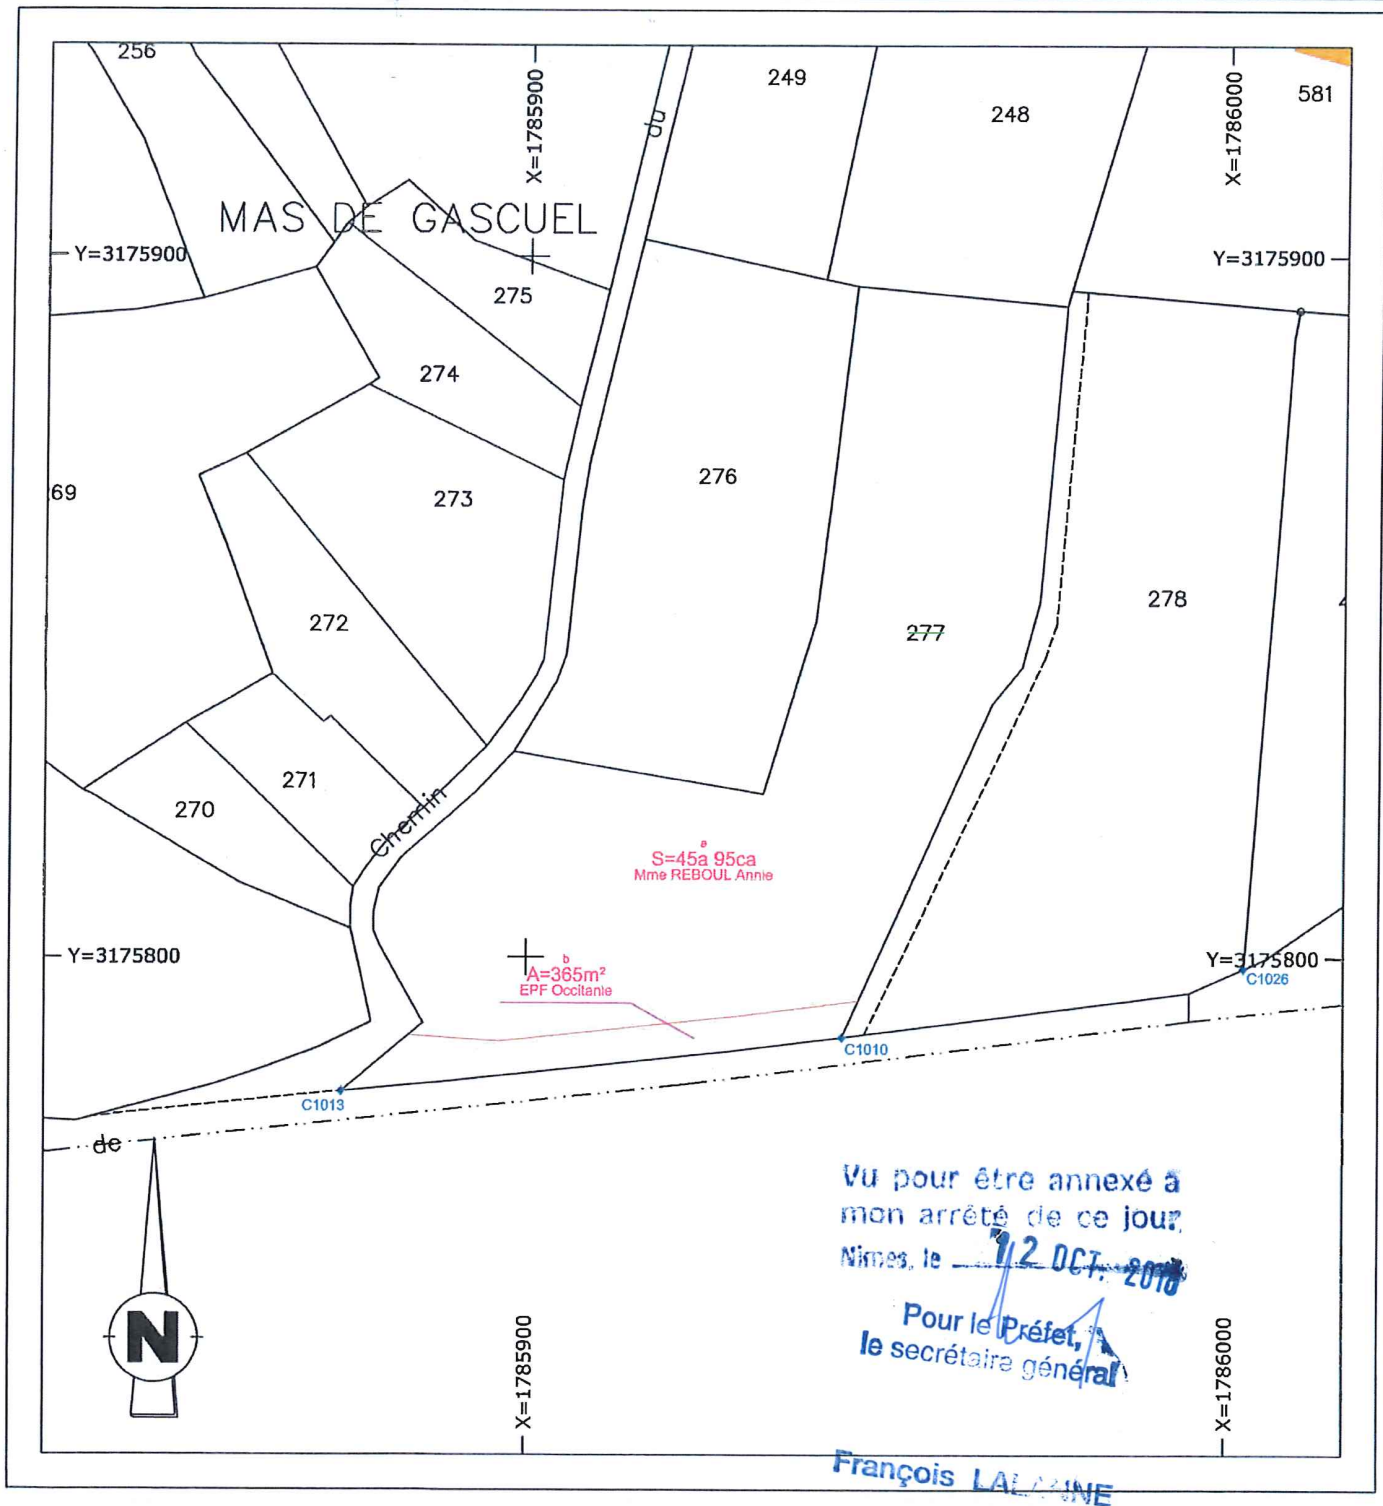 256
X=1785900
du
249
248
X=1786000
581
MAS DE GASCUEL
Y=3175900
Y=3175900
275
274
69
273
276
272
277
278
271
270
Chemin
a
S=45a 95ca
Mme REBOUL Annie
Y=3175800
b
A=365m²
EPF Occitanie
Y=3175800
C1026
C1010
C1013
de
Vu pour être annexé à
mon arrêté de ce jour,
Nîmes, le 12 OCT.
Pour le Préfet,
le secrétaire général
N
X=1785900
X=1786000
François LALANNE